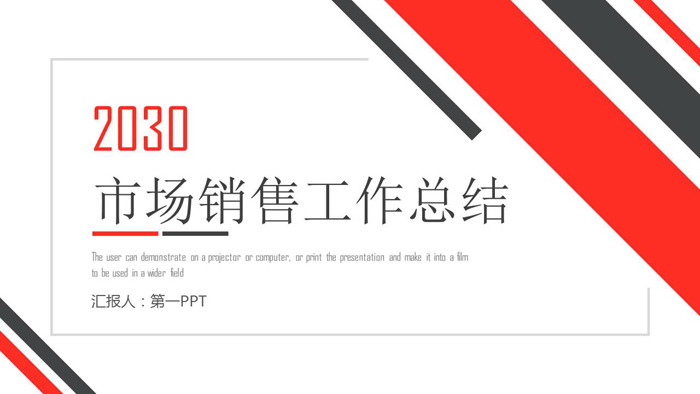 2030
市场销售工作总结
The user can demonstrate on a projector or computer, or print the presentation and make it into a film
to be used in a wider field
汇报人：第一PPT